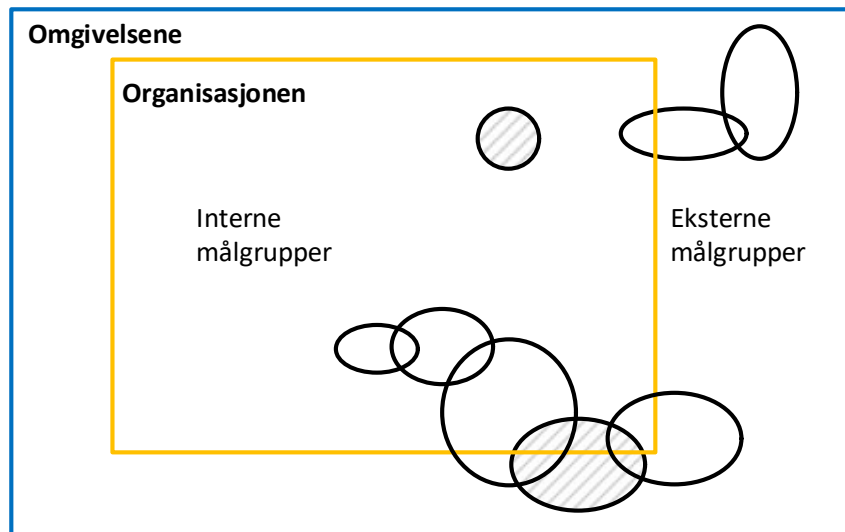 Omgivelsene
Organisasjonen
Interne
målgrupper
Eksterne
målgrupper